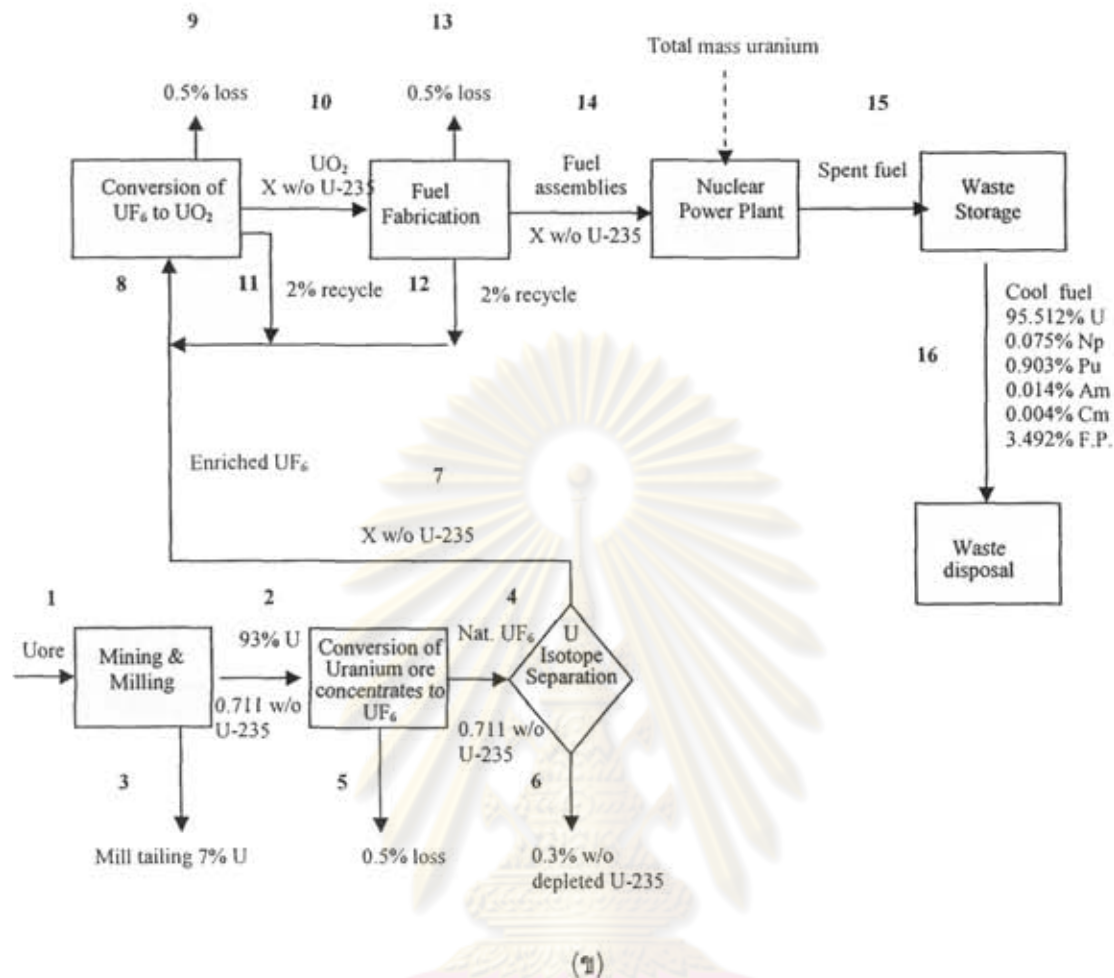 9
13
Total mass uranium
0.5% loss
10
0.5% loss
14
15
Conversion of
UF₆ to UO₂
UO₂
X w/o U-235
Fuel
Fabrication
Fuel
assemblies
X w/o U-235
Nuclear
Power Plant
Spent fuel
Waste
Storage
8
11
2% recycle
12
2% recycle
16
Cool fuel
95.512% U
0.075% Np
0.903% Pu
0.014% Am
0.004% Cm
3.492% F.P.
Enriched UF₆
7
X w/o U-235
Waste
disposal
1
Uore
Mining &
Milling
2
93% U
0.711 w/o
U-235
Conversion of
Uranium ore
concentrates to
UF₆
4
Nat. UF₆
0.711 w/o
U-235
U
Isotope
Separation
3
5
6
Mill tailing 7% U
0.5% loss
0.3% w/o
depleted U-235
(ข)